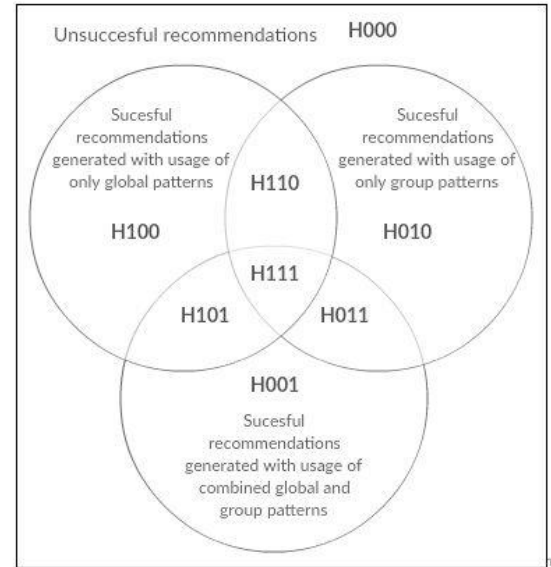 Unsuccesful recommendations H000
Sucesful
recommendations
generated with usage of
only global patterns
Sucesful
recommendations
generated with usage of
only group patterns
H110
H100
H010
H111
H101
H011
H001
Sucesful
recommendations
generated with usage of
combined global and
group patterns